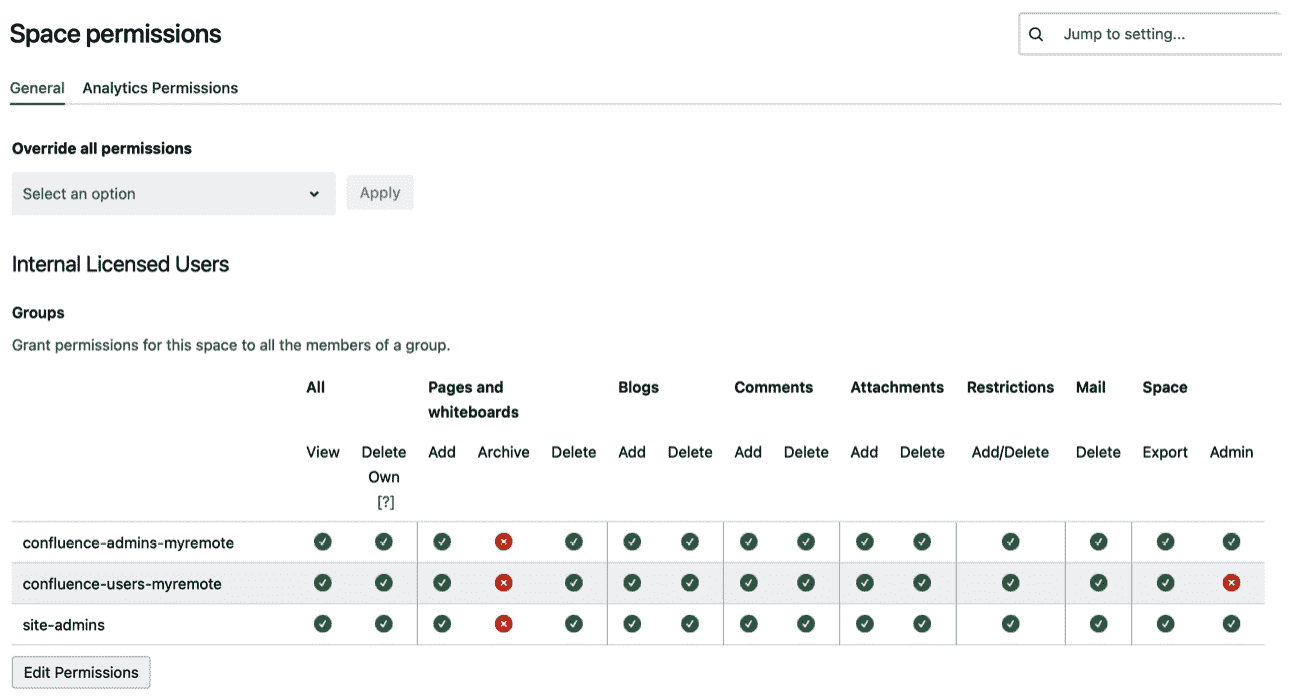 Space permissions
Jump to setting...
General Analytics Permissions
Override all permissions
Select an option Apply
Internal Licensed Users
Groups
Grant permissions for this space to all the members of a group.
All Pages and whiteboards Blogs Comments Attachments Restrictions Mail Space
View Delete Own [?] Add Archive Delete Add Delete Add Delete Add Delete Add/Delete Delete Export Admin
confluence-admins-myremote
confluence-users-myremote
site-admins
Edit Permissions